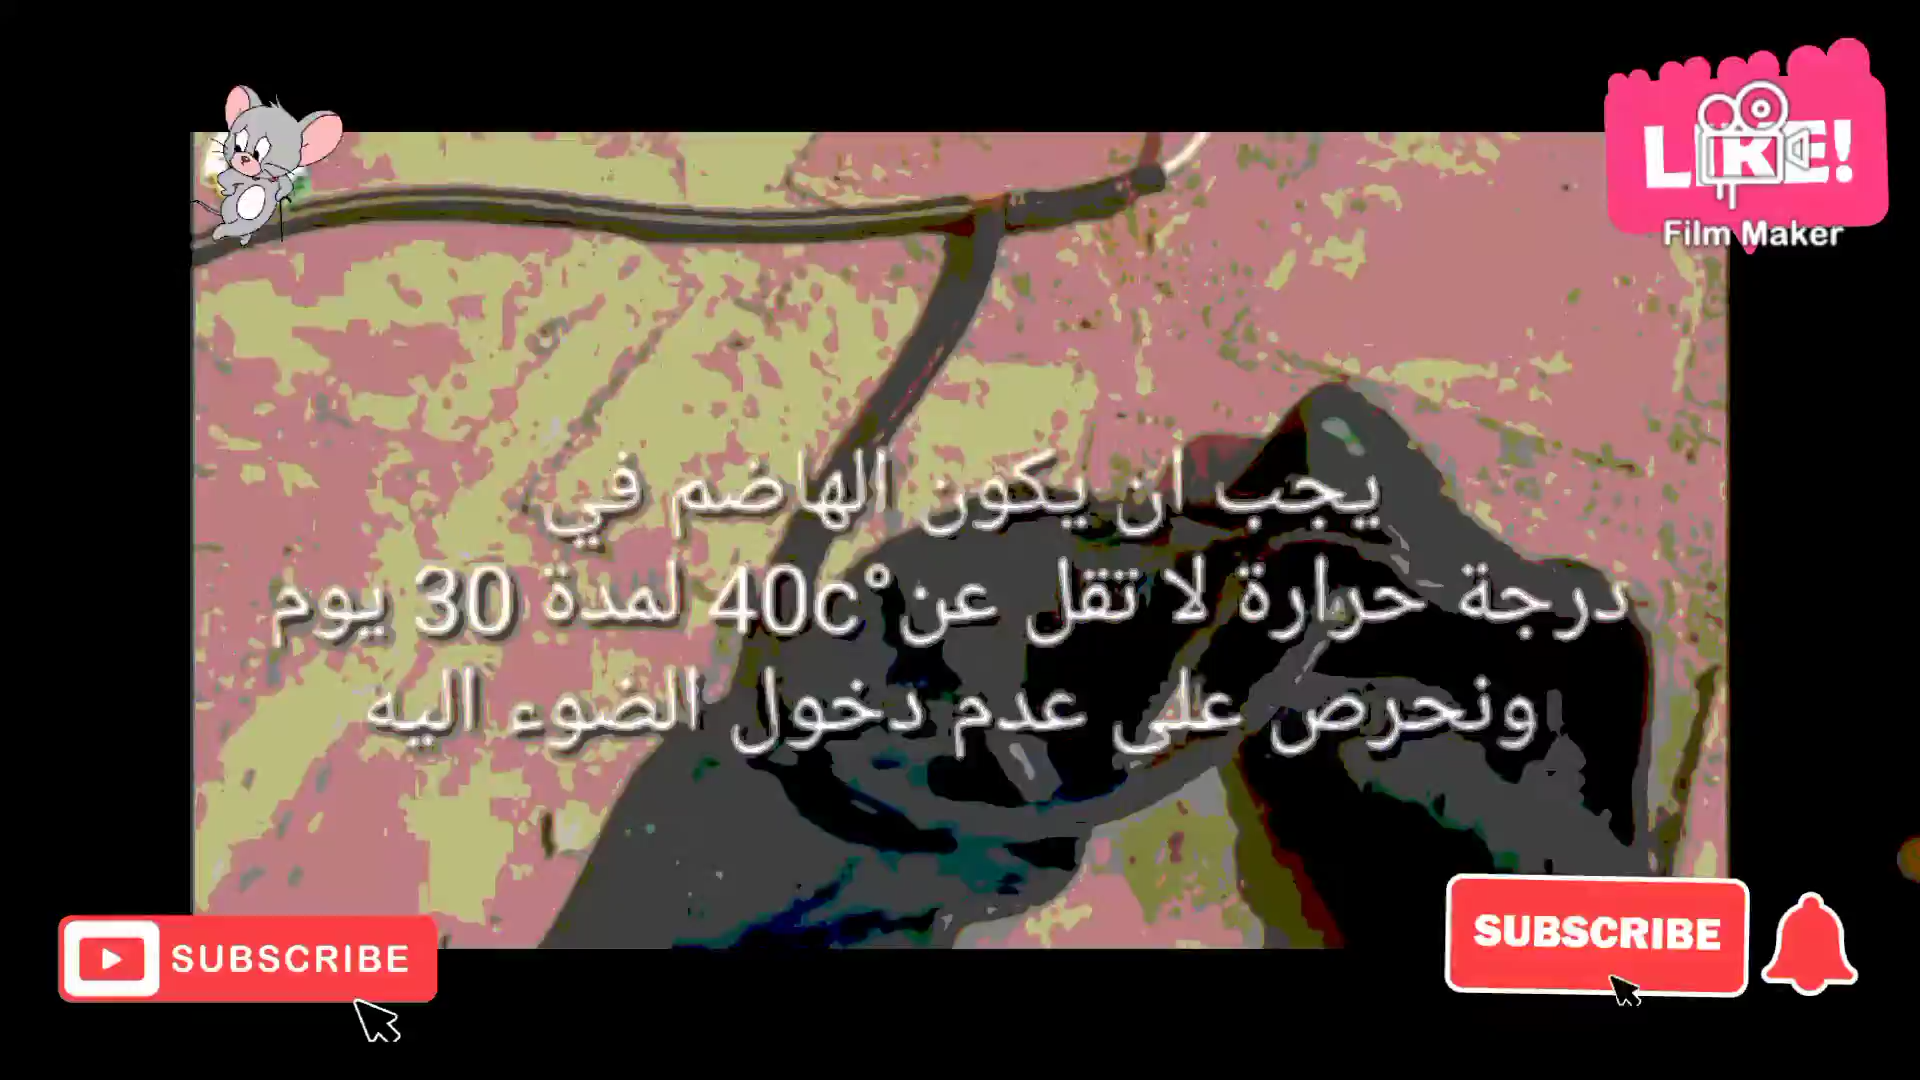 LIKE!
Film Maker
يجب ان يكون الهاضم في
درجة حرارة لا تقل عن 40c° لمدة 30 يوم
ونحرص على عدم دخول الضوء اليه
SUBSCRIBE
SUBSCRIBE